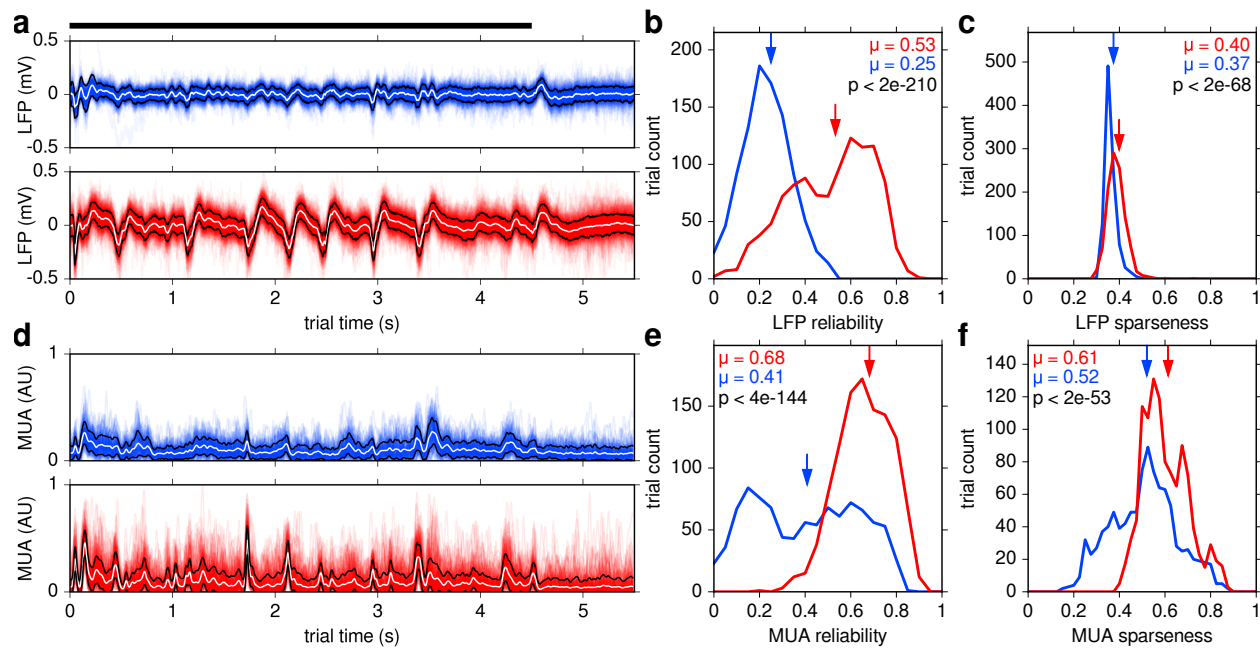 a
0.5
0
-0.5
LFP (mV)
0.5
0
-0.5
LFP (mV)
0 1 2 3 4 5
trial time (s)
b
μ = 0.53
μ = 0.25
p < 2e-210
200
150
100
50
0
trial count
0 0.2 0.4 0.6 0.8 1
LFP reliability
c
μ = 0.40
μ = 0.37
p < 2e-68
500
400
300
200
100
0
trial count
0 0.2 0.4 0.6 0.8 1
LFP sparseness
d
1
0
MUA (AU)
1
0
MUA (AU)
0 1 2 3 4 5
trial time (s)
e
μ = 0.68
μ = 0.41
p < 4e-144
150
100
50
0
trial count
0 0.2 0.4 0.6 0.8 1
MUA reliability
f
μ = 0.61
μ = 0.52
p < 2e-53
140
120
100
80
60
40
20
0
trial count
0 0.2 0.4 0.6 0.8 1
MUA sparseness